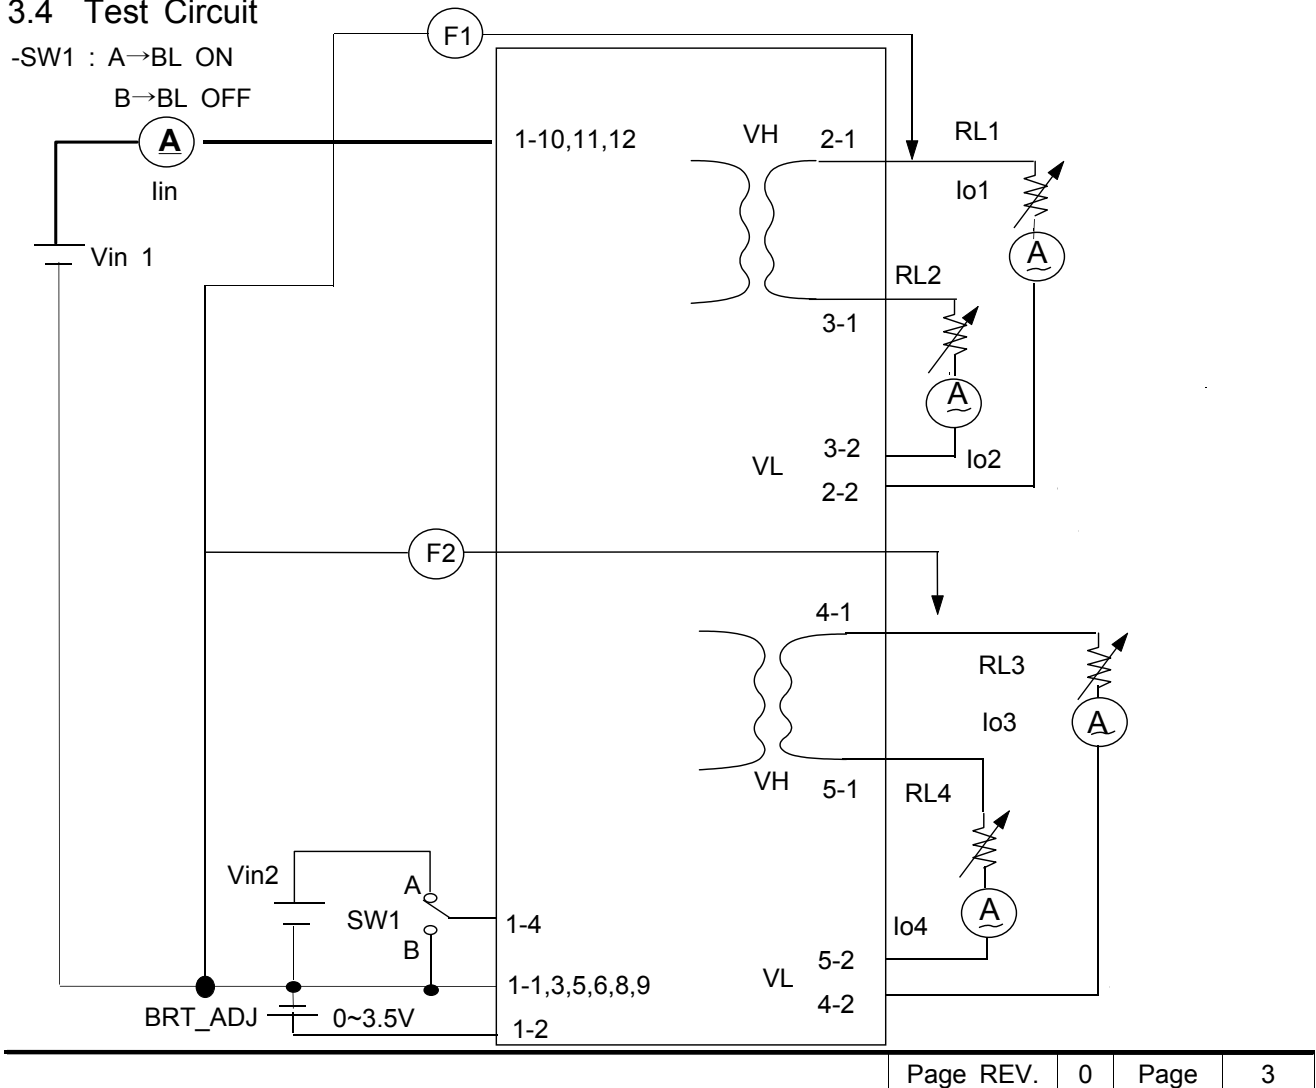 3.4 Test Circuit
F1
-SW1 : A→BL ON
B→BL OFF
A
Iin
1-10,11,12
VH
2-1
RL1
Io1
A
Vin 1
RL2
3-1
A
3-2
Io2
VL
2-2
F2
4-1
RL3
Io3
A
VH
5-1
RL4
Vin2
A
SW1
B
1-4
A
Io4
5-2
VL
4-2
1-1,3,5,6,8,9
BRT_ADJ
0~3.5V
1-2
Page REV. 0 Page 3